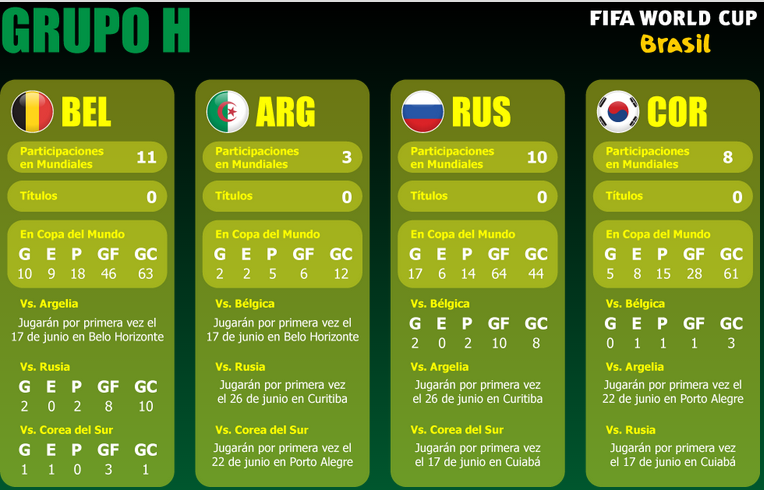 GRUPO H
FIFA WORLD CUP
Brasil
BEL
Participaciones
en Mundiales
11
Títulos
0
En Copa del Mundo
G E P GF GC
10 9 18 46 63
Vs. Argelia
Jugarán por primera vez el
17 de junio en Belo Horizonte
Vs. Rusia
G E P GF GC
2 0 2 8 10
Vs. Corea del Sur
G E P GF GC
1 1 0 3 1
ARG
Participaciones
en Mundiales
3
Títulos
0
En Copa del Mundo
G E P GF GC
2 2 5 6 12
Vs. Bélgica
Jugarán por primera vez el
17 de junio en Belo Horizonte
Vs. Rusia
Jugarán por primera vez
el 26 de junio en Curitiba
Vs. Corea del Sur
Jugarán por primera vez el
22 de junio en Porto Alegre
RUS
Participaciones
en Mundiales
10
Títulos
0
En Copa del Mundo
G E P GF GC
17 6 14 64 44
Vs. Bélgica
G E P GF GC
2 0 2 10 8
Vs. Argelia
Jugarán por primera vez
el 26 de junio en Curitiba
Vs. Corea del Sur
Jugarán por primera vez
el 17 de junio en Cuiabá
COR
Participaciones
en Mundiales
8
Títulos
0
En Copa del Mundo
G E P GF GC
5 8 15 28 61
Vs. Bélgica
G E P GF GC
0 1 1 1 3
Vs. Argelia
Jugarán por primera vez el
22 de junio en Porto Alegre
Vs. Rusia
Jugarán por primera vez
el 17 de junio en Cuiabá